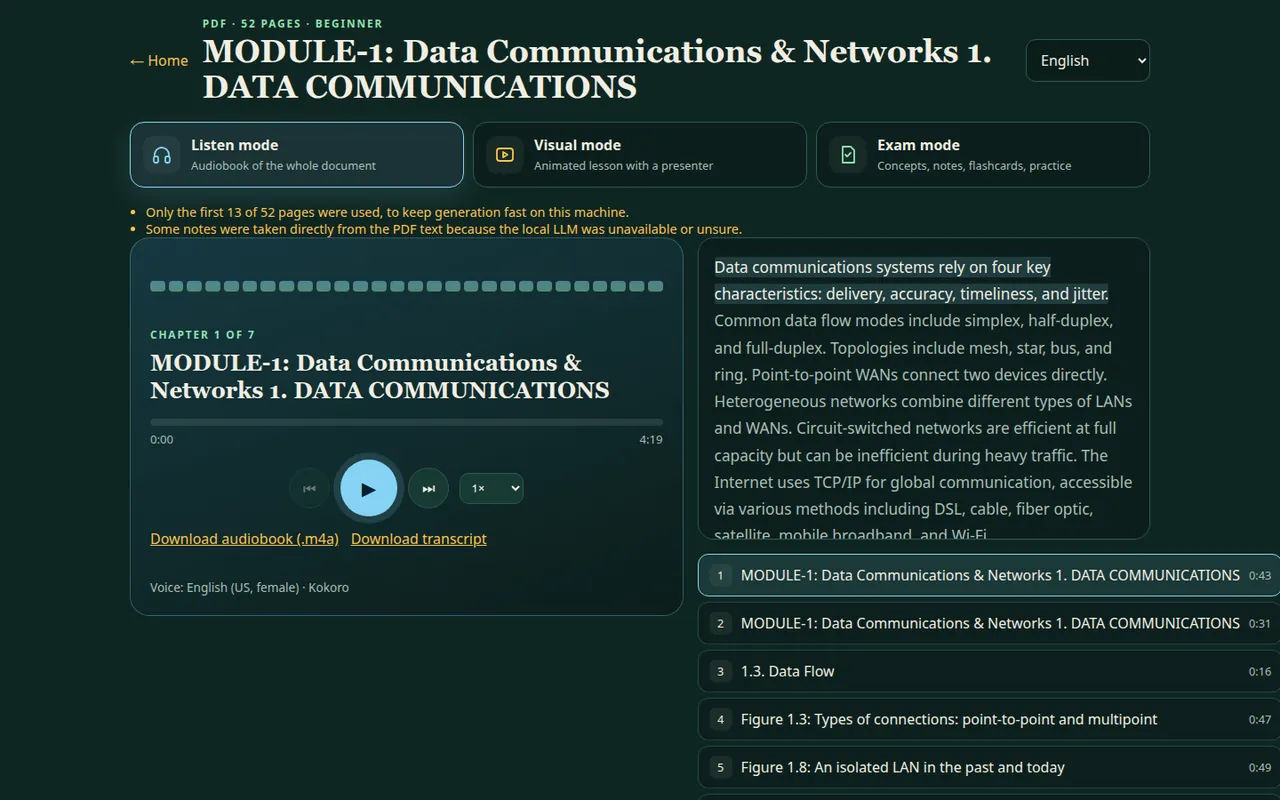 PDF · 52 PAGES · BEGINNER
← Home
MODULE-1: Data Communications & Networks 1.
DATA COMMUNICATIONS
English
Listen mode
Audiobook of the whole document
Visual mode
Animated lesson with a presenter
Exam mode
Concepts, notes, flashcards, practice
• Only the first 13 of 52 pages were used, to keep generation fast on this machine.
• Some notes were taken directly from the PDF text because the local LLM was unavailable or unsure.
CHAPTER 1 OF 7
MODULE-1: Data Communications &
Networks 1. DATA COMMUNICATIONS
0:00
4:19
1×
Download audiobook (.m4a)
Download transcript
Voice: English (US, female) · Kokoro
Data communications systems rely on four key
characteristics: delivery, accuracy, timeliness, and jitter.
Common data flow modes include simplex, half-duplex,
and full-duplex. Topologies include mesh, star, bus, and
ring. Point-to-point WANs connect two devices directly.
Heterogeneous networks combine different types of LANs
and WANs. Circuit-switched networks are efficient at full
capacity but can be inefficient during heavy traffic. The
Internet uses TCP/IP for global communication, accessible
via various methods including DSL, cable, fiber optic,
satellite, mobile broadband, and Wi-Fi.
1 MODULE-1: Data Communications & Networks 1. DATA COMMUNICATIONS 0:43
2 MODULE-1: Data Communications & Networks 1. DATA COMMUNICATIONS 0:31
3 1.3. Data Flow 0:16
4 Figure 1.3: Types of connections: point-to-point and multipoint 0:47
5 Figure 1.8: An isolated LAN in the past and today 0:49